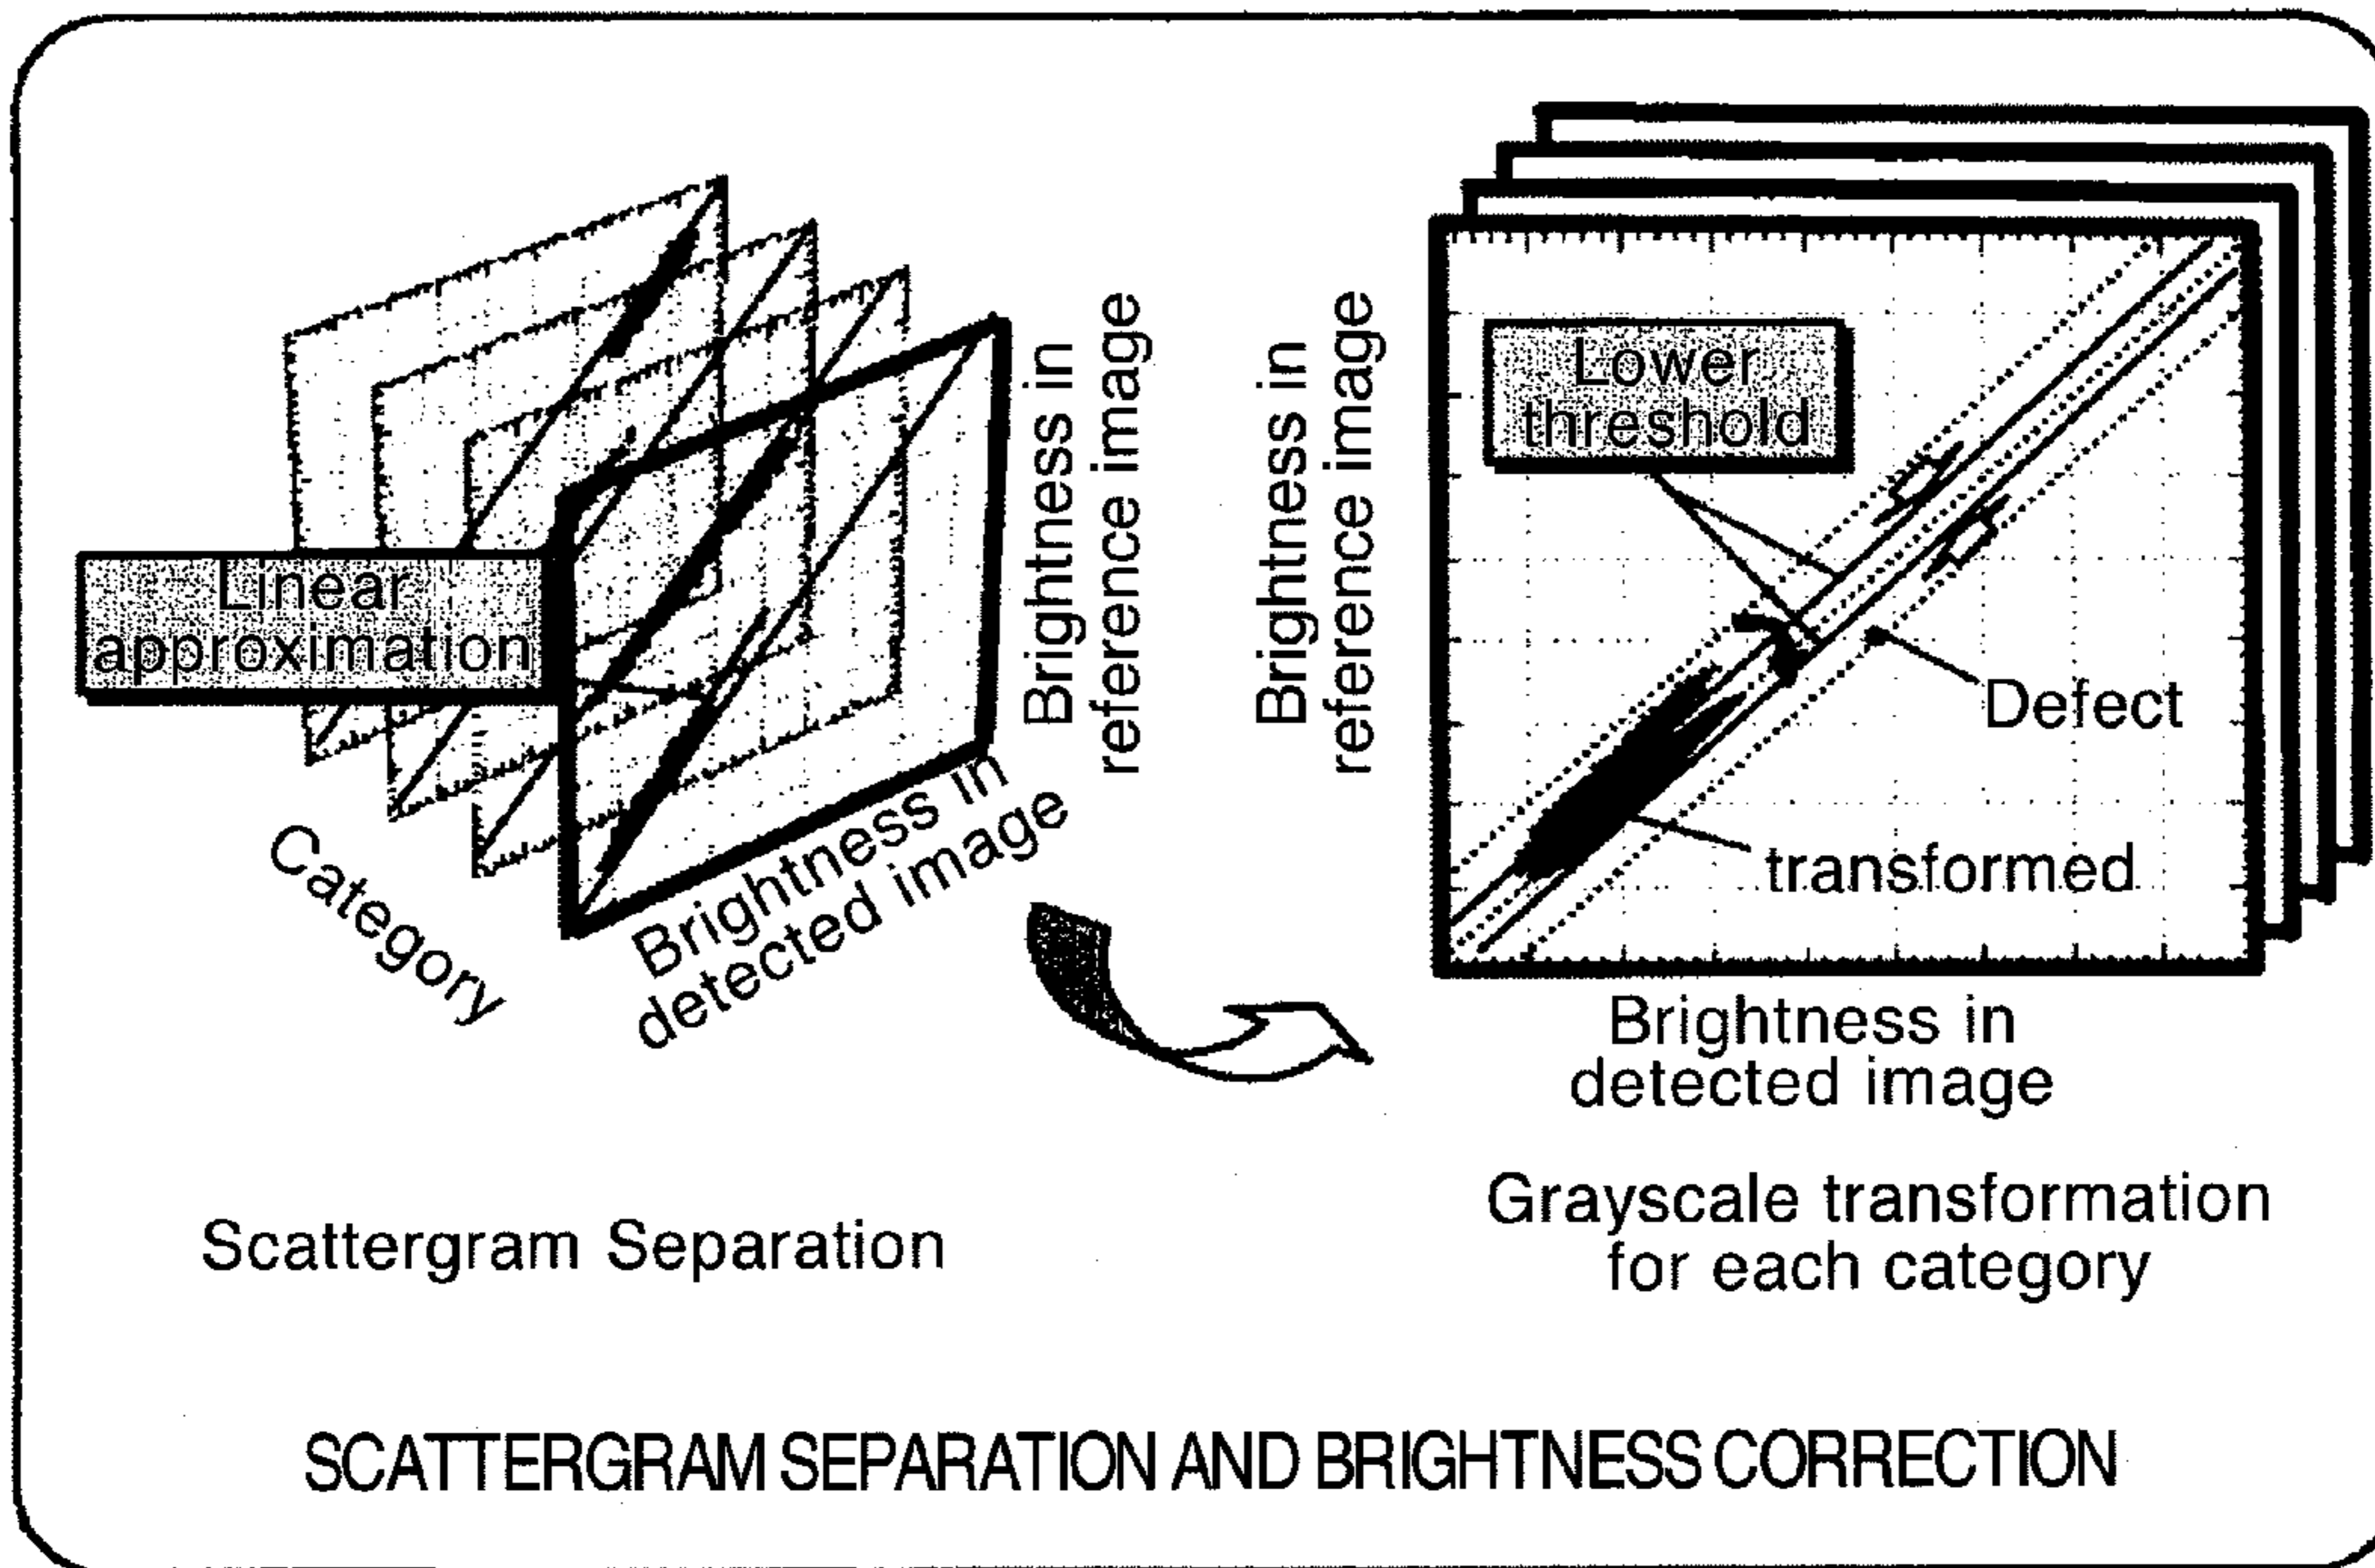 Linear
approximation
Category
Brightness in
detected image
Brightness in
reference image
Scattergram Separation
Brightness in
reference image
Lower
threshold
Defect
transformed
Brightness in
detected image
Grayscale transformation
for each category
SCATTERGRAM SEPARATION AND BRIGHTNESS CORRECTION